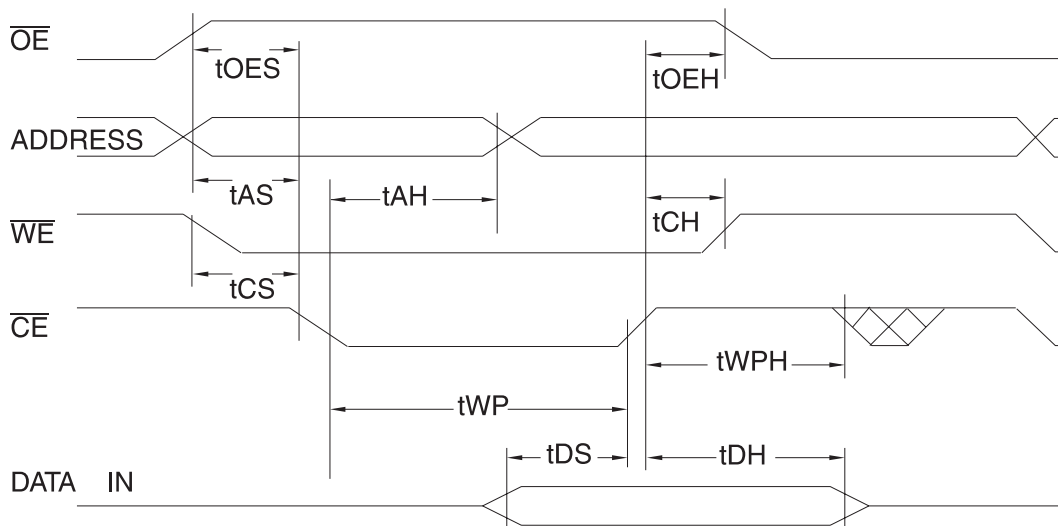 OE
tOES
tOEH
ADDRESS
tAS
tAH
tCH
WE
tCS
CE
tWPH
tWP
tDS
tDH
DATA IN